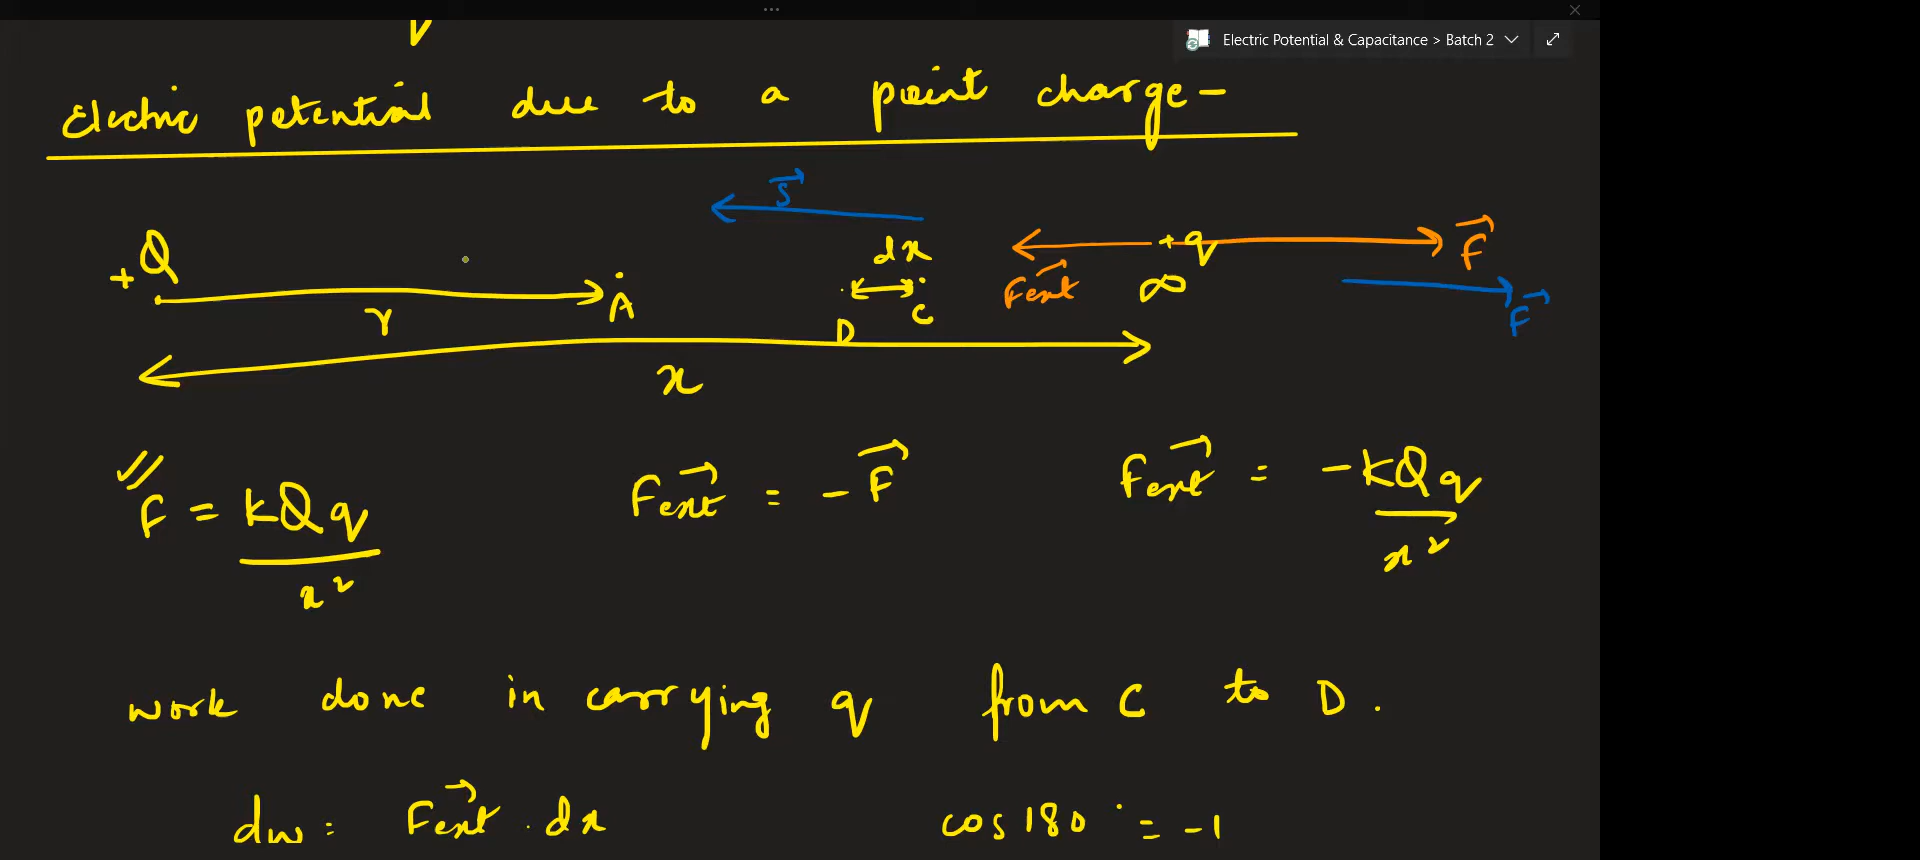 Electric Potential & Capacitance > Batch 2
Electric potential due to a point charge -
S
+ Q
r
A
dx
D
C
Fext
+ q
∞
F
F
x
F = kQq / x²
Fext = - F
Fext = - kQq / x²
work done in carrying q from C to D.
dw = Fext . dx
cos 180° = -1